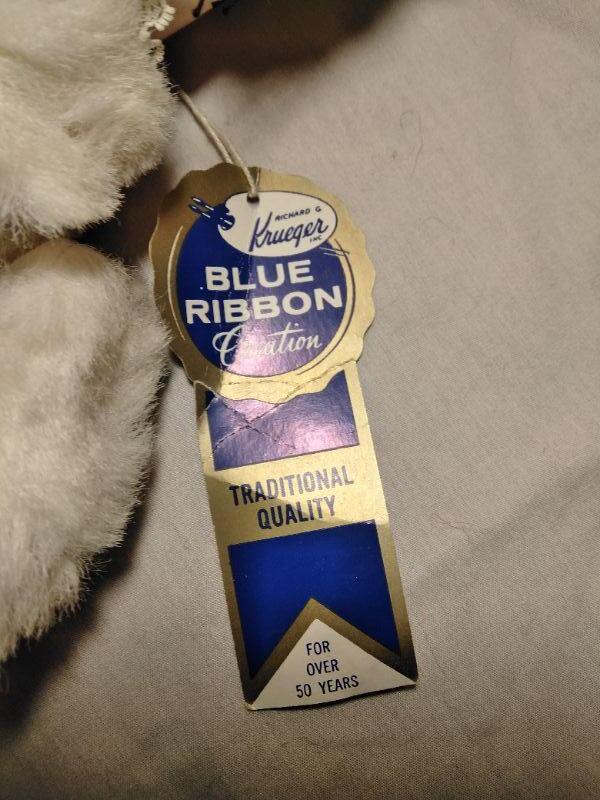 RICHARD G
Krueger
INC
BLUE
RIBBON
Creation
TRADITIONAL
QUALITY
FOR
OVER
50 YEARS